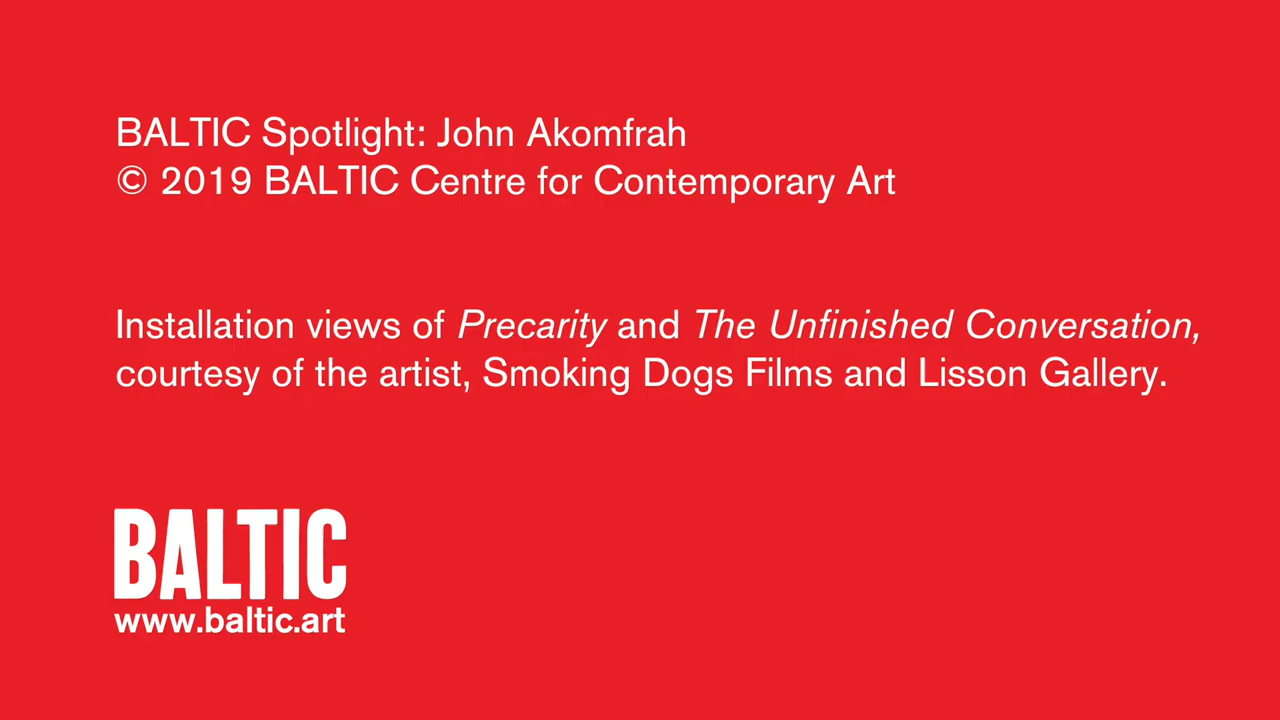 BALTIC Spotlight: John Akomfrah
© 2019 BALTIC Centre for Contemporary Art
Installation views of Precarity and The Unfinished Conversation,
courtesy of the artist, Smoking Dogs Films and Lisson Gallery.
BALTIC
www.baltic.art